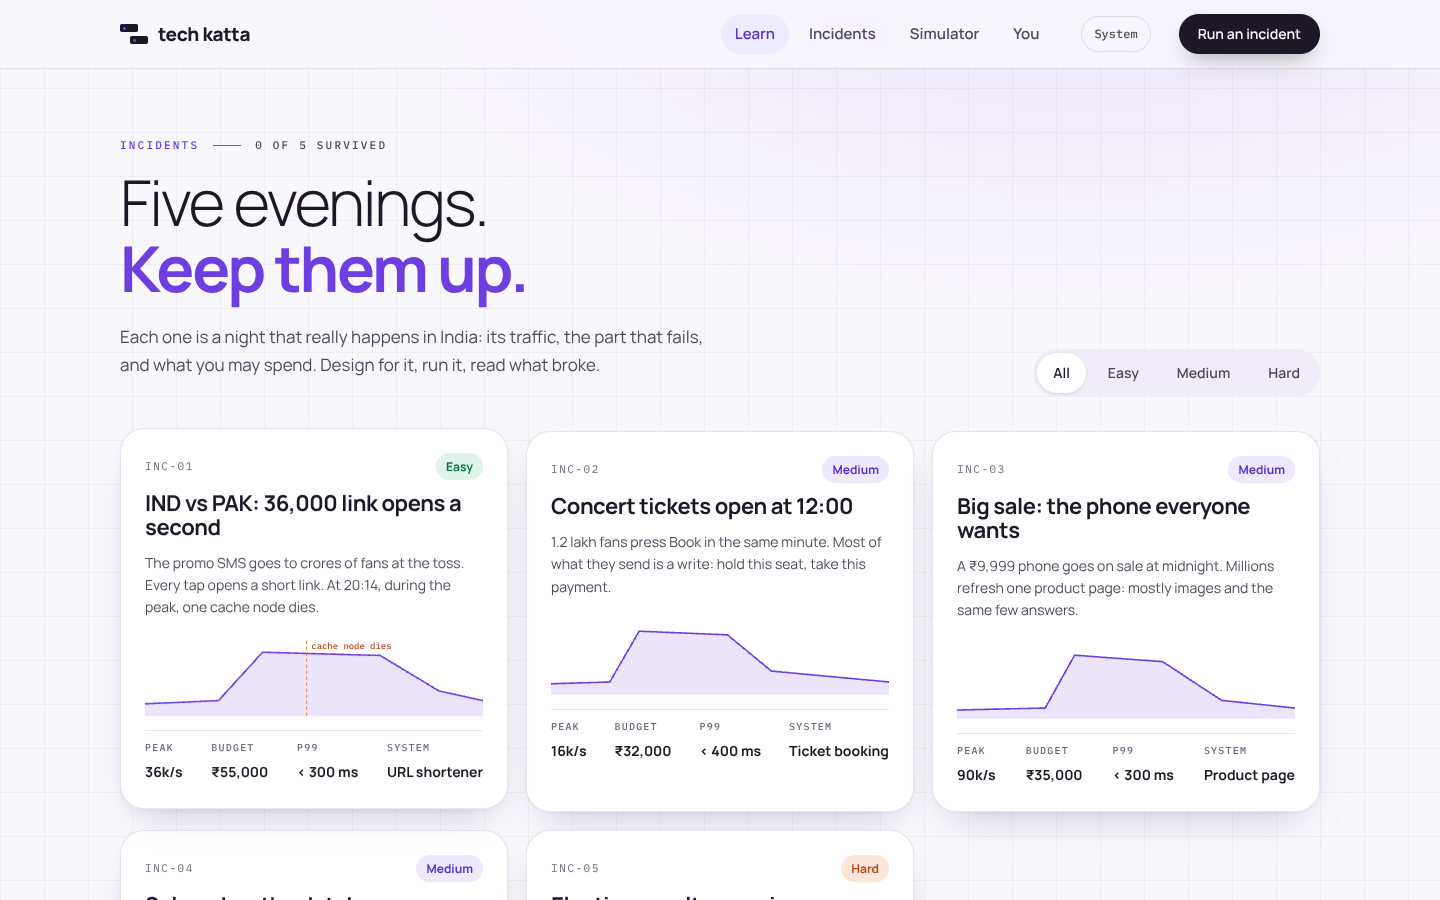 tech katta
Learn
Incidents
Simulator
You
System
Run an incident
INCIDENTS
0 OF 5 SURVIVED
Five evenings.
Keep them up.
Each one is a night that really happens in India: its traffic, the part that fails,
and what you may spend. Design for it, run it, read what broke.
All
Easy
Medium
Hard
INC-01
Easy
IND vs PAK: 36,000 link opens a
second
The promo SMS goes to crores of fans at the toss.
Every tap opens a short link. At 20:14, during the
peak, one cache node dies.
cache node dies
PEAK
BUDGET
P99
SYSTEM
36k/s
₹55,000
< 300 ms
URL shortener
INC-02
Medium
Concert tickets open at 12:00
1.2 lakh fans press Book in the same minute. Most of
what they send is a write: hold this seat, take this
payment.
PEAK
BUDGET
P99
SYSTEM
16k/s
₹32,000
< 400 ms
Ticket booking
INC-03
Medium
Big sale: the phone everyone
wants
A ₹9,999 phone goes on sale at midnight. Millions
refresh one product page: mostly images and the
same few answers.
PEAK
BUDGET
P99
SYSTEM
90k/s
₹35,000
< 300 ms
Product page
INC-04
Medium
INC-05
Hard